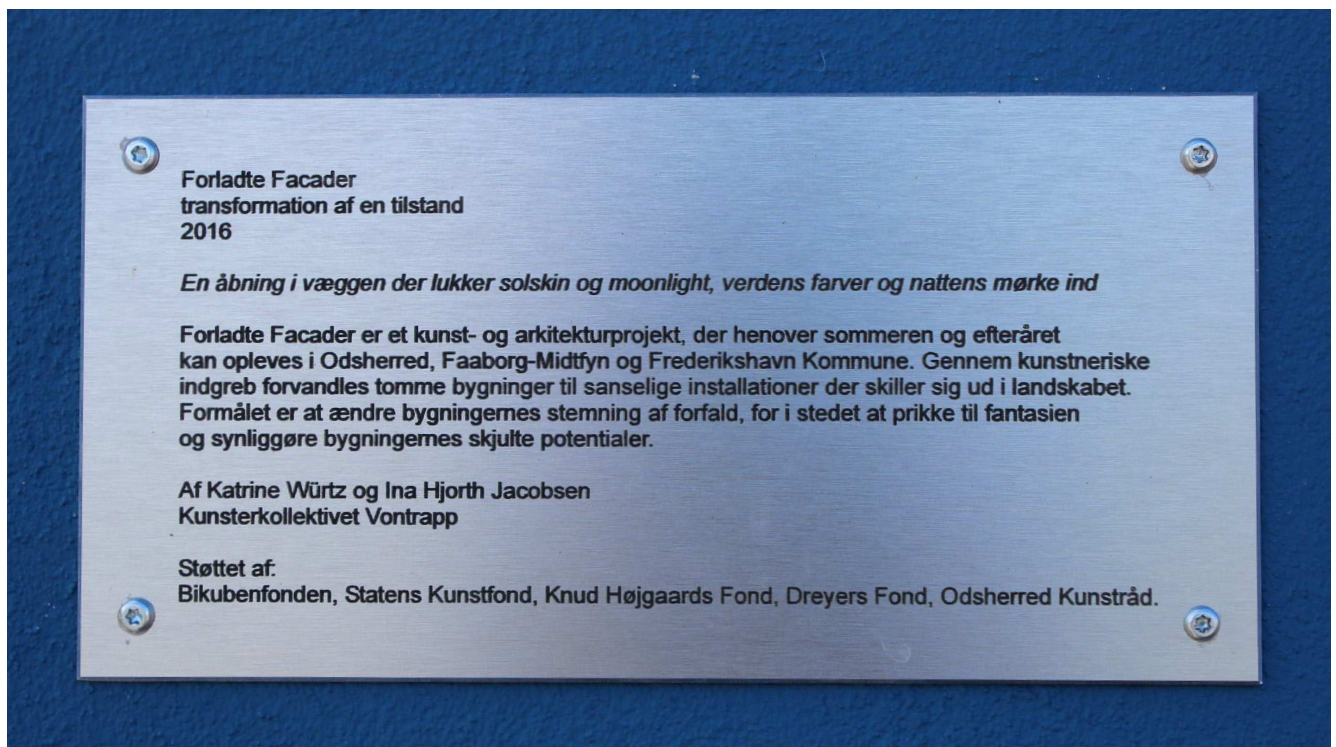 Forladte Facader
transformation af en tilstand
2016
En åbning i væggen der lukker solskin og moonlight, verdens farver og nattens mørke ind
Forladte Facader er et kunst- og arkitekturprojekt, der henover sommeren og efteråret
kan opleves i Odsherred, Faaborg-Midtfyn og Frederikshavn Kommune. Gennem kunstneriske
indgreb forvandles tomme bygninger til sanselige installationer der skiller sig ud i landskabet.
Formålet er at ændre bygningernes stemning af forfald, for i stedet at prikke til fantasien
og synliggøre bygningernes skjulte potentialer.
Af Katrine Würtz og Ina Hjorth Jacobsen
Kunsterkollektivet Vontrapp
Støttet af:
Bikubenfonden, Statens Kunstfond, Knud Højgaards Fond, Dreyers Fond, Odsherred Kunstråd.